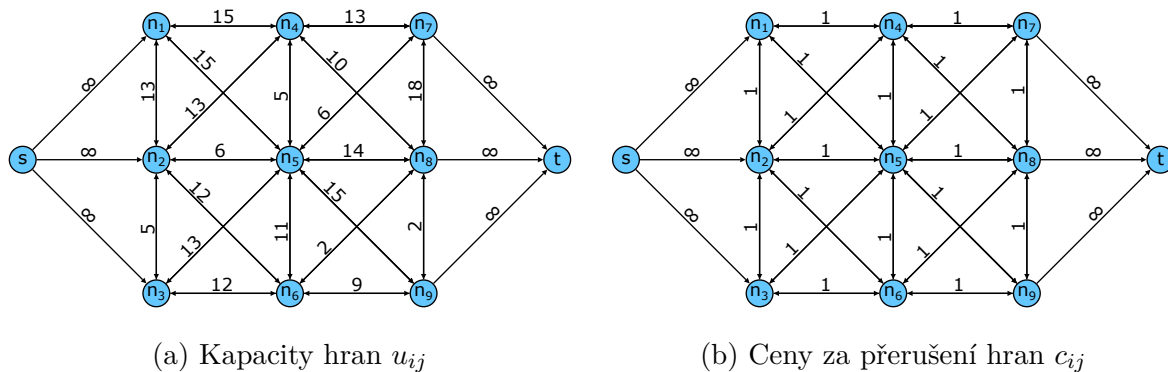 15 13 1 1
n₁ n₄ n₇ n₁ n₄ n₇
∞ 15 10 ∞ ∞ 1 1 ∞
13 13 5 6 18 1 1 1 1 1
s ∞ n₂ 6 n₅ 14 n₈ ∞ t s ∞ n₂ 1 n₅ 1 n₈ ∞ t
12 15 1 1
∞ 5 13 11 2 2 ∞ ∞ 1 1 1 1 1 ∞
n₃ 12 n₆ 9 n₉ n₃ 1 n₆ 1 n₉
(a) Kapacity hran uᵢⱼ (b) Ceny za přerušení hran cᵢⱼ